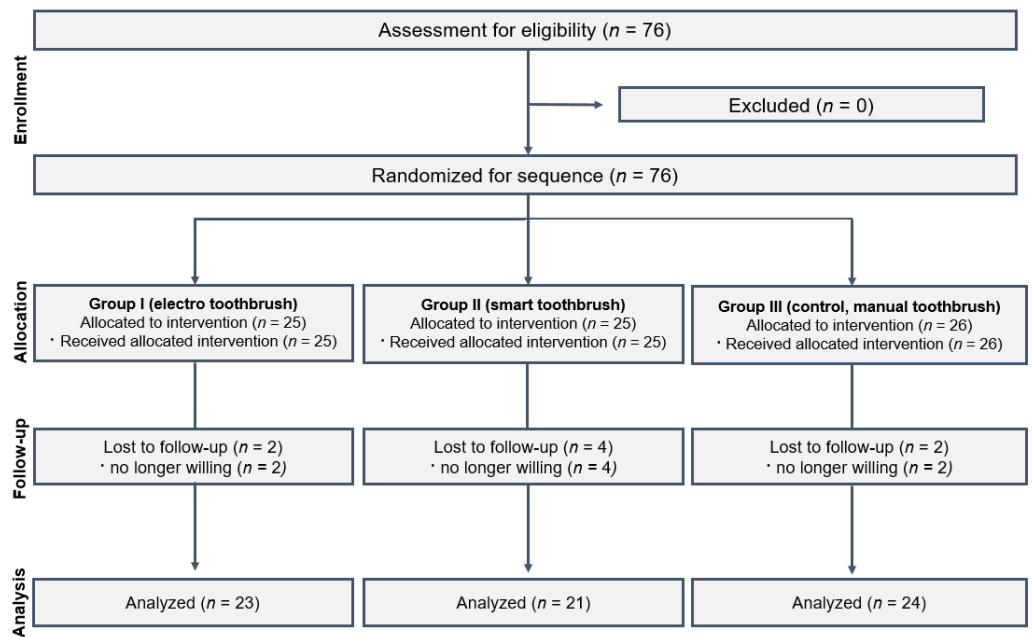 Enrollment
Assessment for eligibility (n = 76)
Excluded (n = 0)
Randomized for sequence (n = 76)
Allocation
Group I (electro toothbrush)
Allocated to intervention (n = 25)
· Received allocated intervention (n = 25)
Group II (smart toothbrush)
Allocated to intervention (n = 25)
· Received allocated intervention (n = 25)
Group III (control, manual toothbrush)
Allocated to intervention (n = 26)
· Received allocated intervention (n = 26)
Follow-up
Lost to follow-up (n = 2)
· no longer willing (n = 2)
Lost to follow-up (n = 4)
· no longer willing (n = 4)
Lost to follow-up (n = 2)
· no longer willing (n = 2)
Analysis
Analyzed (n = 23)
Analyzed (n = 21)
Analyzed (n = 24)